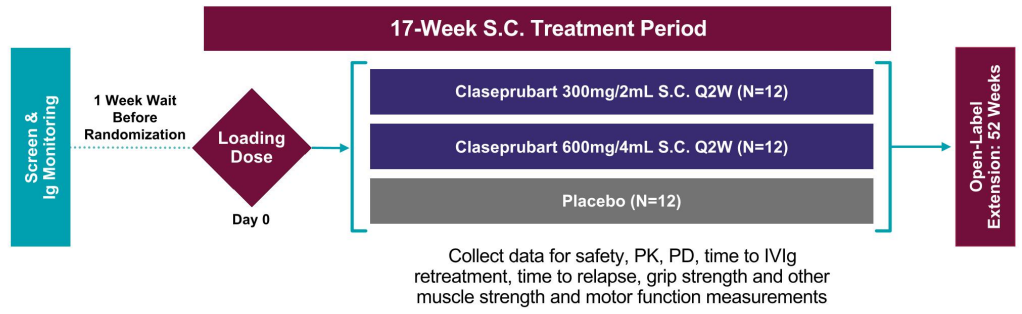 17-Week S.C. Treatment Period
Screen &
Ig Monitoring
1 Week Wait
Before
Randomization
Loading
Dose
Day 0
Claseprubart 300mg/2mL S.C. Q2W (N=12)
Claseprubart 600mg/4mL S.C. Q2W (N=12)
Placebo (N=12)
Open-Label
Extension: 52 Weeks
Collect data for safety, PK, PD, time to IVIg
retreatment, time to relapse, grip strength and other
muscle strength and motor function measurements